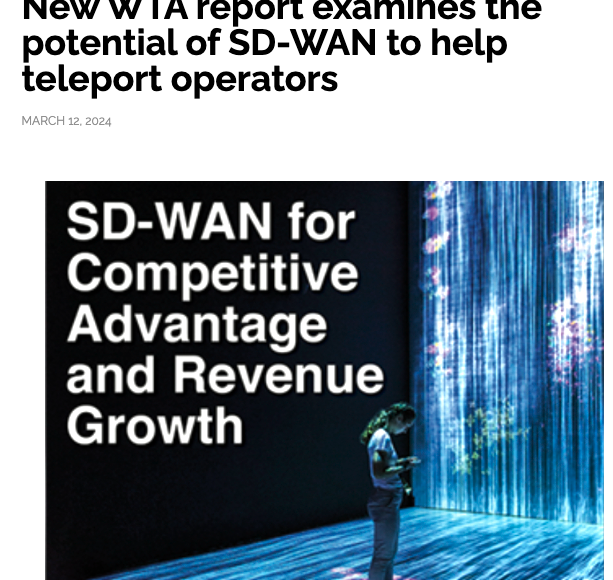 New WTA report examines the
potential of SD-WAN to help
teleport operators
MARCH 12, 2024
SD-WAN for
Competitive
Advantage
and Revenue
Growth